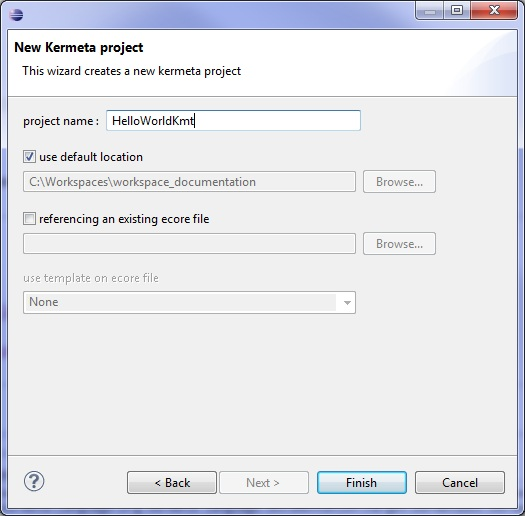 New Kermeta project
This wizard creates a new kermeta project
project name : HelloWorldKmt
use default location
C:\Workspaces\workspace_documentation Browse...
referencing an existing ecore file
Browse...
use template on ecore file
None
? < Back Next > Finish Cancel